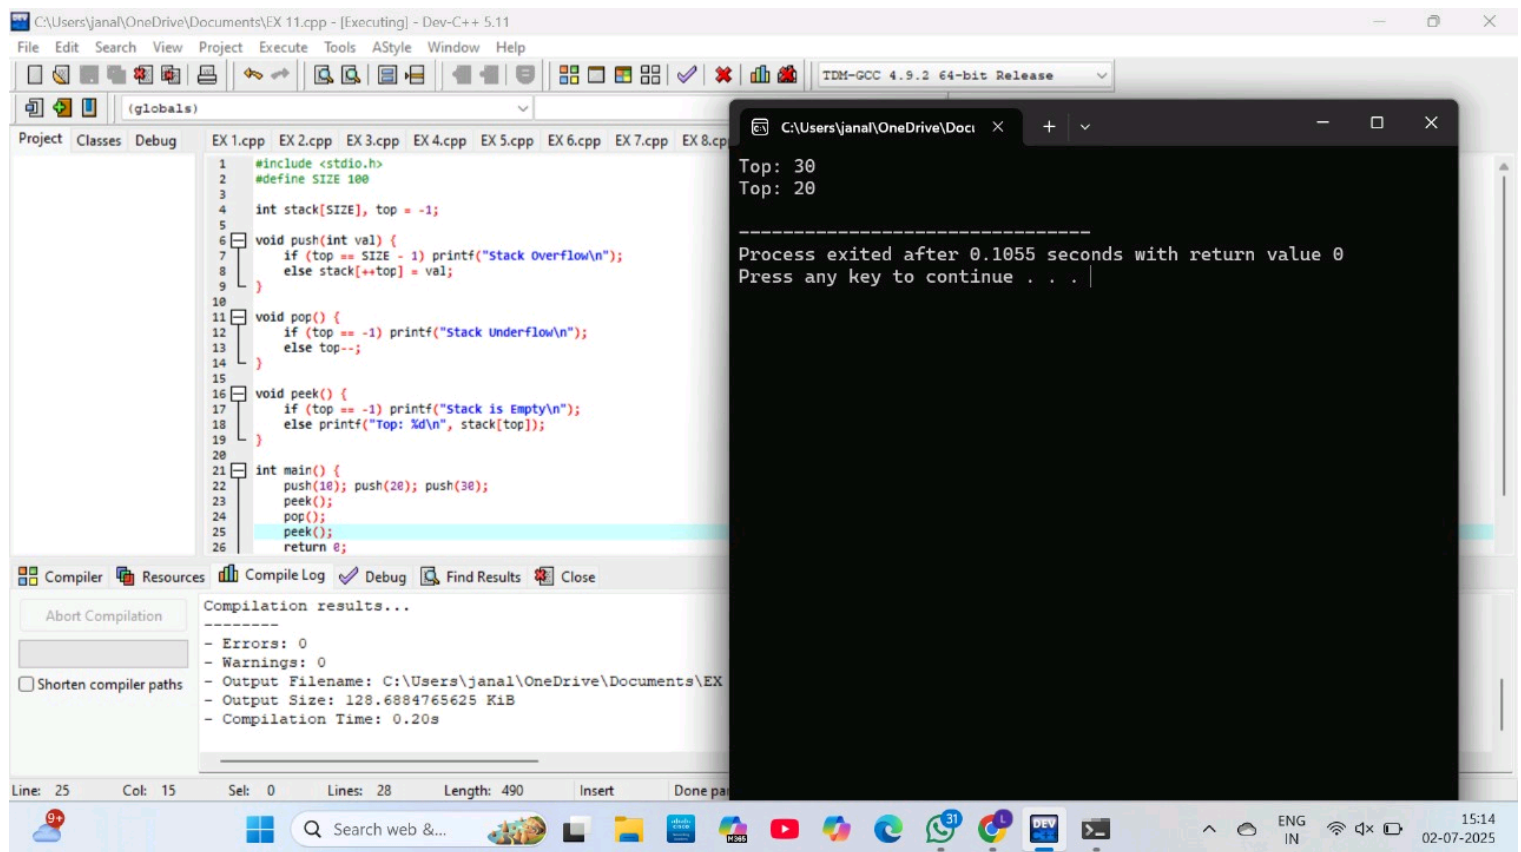 C:\Users\janal\OneDrive\Documents\EX 11.cpp - [Executing] - Dev-C++ 5.11
File Edit Search View Project Execute Tools AStyle Window Help
TDM-GCC 4.9.2 64-bit Release
(globals)
Project Classes Debug
EX 1.cpp EX 2.cpp EX 3.cpp EX 4.cpp EX 5.cpp EX 6.cpp EX 7.cpp EX 8.cp
1 #include <stdio.h>
2 #define SIZE 100
3
4 int stack[SIZE], top = -1;
5
6 void push(int val) {
7 if (top == SIZE - 1) printf("Stack Overflow\n");
8 else stack[++top] = val;
9 }
10
11 void pop() {
12 if (top == -1) printf("Stack Underflow\n");
13 else top--;
14 }
15
16 void peek() {
17 if (top == -1) printf("Stack is Empty\n");
18 else printf("Top: %d\n", stack[top]);
19 }
20
21 int main() {
22 push(10); push(20); push(30);
23 peek();
24 pop();
25 peek();
26 return 0;
C:\Users\janal\OneDrive\Docu
Top: 30
Top: 20
--------------------------------
Process exited after 0.1055 seconds with return value 0
Press any key to continue . . .
Compiler Resources Compile Log Debug Find Results Close
Abort Compilation
Shorten compiler paths
Compilation results...
--------
- Errors: 0
- Warnings: 0
- Output Filename: C:\Users\janal\OneDrive\Documents\EX
- Output Size: 128.6884765625 KiB
- Compilation Time: 0.20s
Line: 25 Col: 15 Sel: 0 Lines: 28 Length: 490 Insert Done pa
9+
Search web &...
M365
31
L
DEV
ENG
IN
15:14
02-07-2025